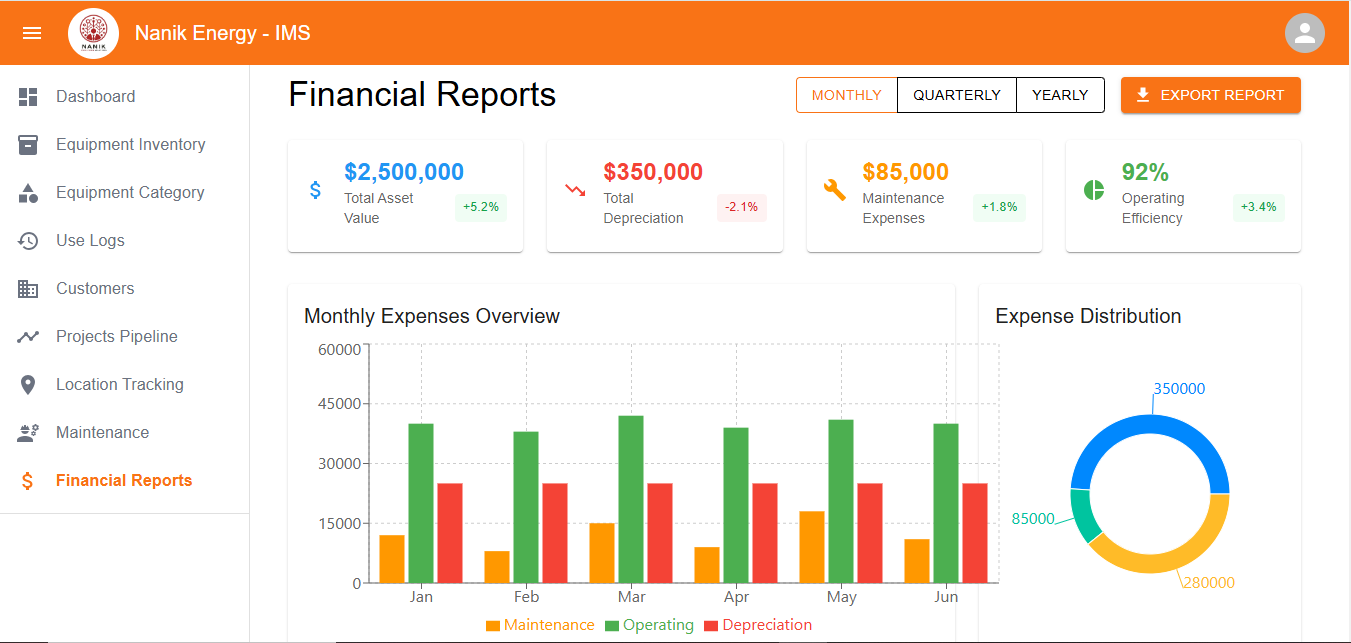 NANIK
Nanik Energy - IMS
Dashboard
Equipment Inventory
Equipment Category
Use Logs
Customers
Projects Pipeline
Location Tracking
Maintenance
Financial Reports
Financial Reports
MONTHLY
QUARTERLY
YEARLY
EXPORT REPORT
$2,500,000
Total Asset
Value
+5.2%
$350,000
Total
Depreciation
-2.1%
$85,000
Maintenance
Expenses
+1.8%
92%
Operating
Efficiency
+3.4%
Monthly Expenses Overview
60000
45000
30000
15000
0
Jan Feb Mar Apr May Jun
Maintenance Operating Depreciation
Expense Distribution
350000
85000
280000